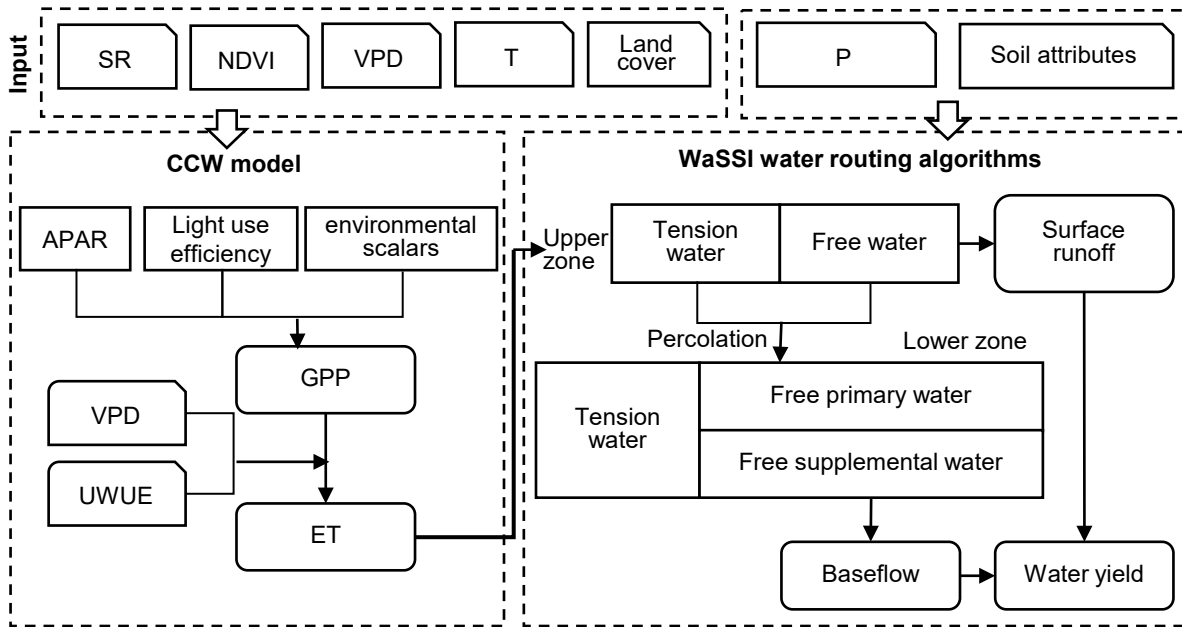 Input
SR
NDVI
VPD
T
Land
cover
P
Soil attributes
CCW model
APAR
Light use
efficiency
environmental
scalars
GPP
VPD
UWUE
ET
WaSSI water routing algorithms
Upper
zone
Tension
water
Free water
Surface
runoff
Percolation
Lower zone
Tension
water
Free primary water
Free supplemental water
Baseflow
Water yield